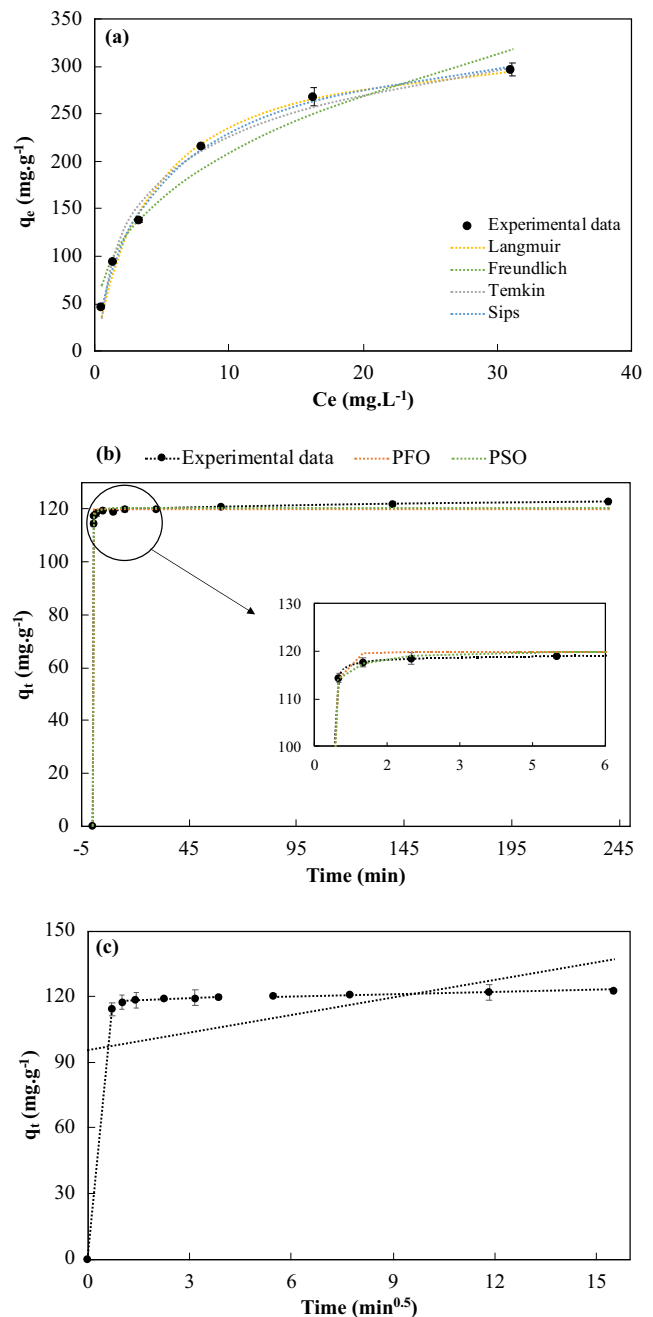 (a)
350
300
250
200
150
100
50
0
qe (mg.g-1)
Experimental data
Langmuir
Freundlich
Temkin
Sips
0 10 20 30 40
Ce (mg.L-1)
(b) Experimental data PFO PSO
120
100
80
60
40
20
0
qt (mg.g-1)
130
120
110
100
0 2 3 5 6
-5 45 95 145 195 245
Time (min)
(c)
150
120
90
60
30
0
qt (mg.g-1)
0 3 6 9 12 15
Time (min0.5)